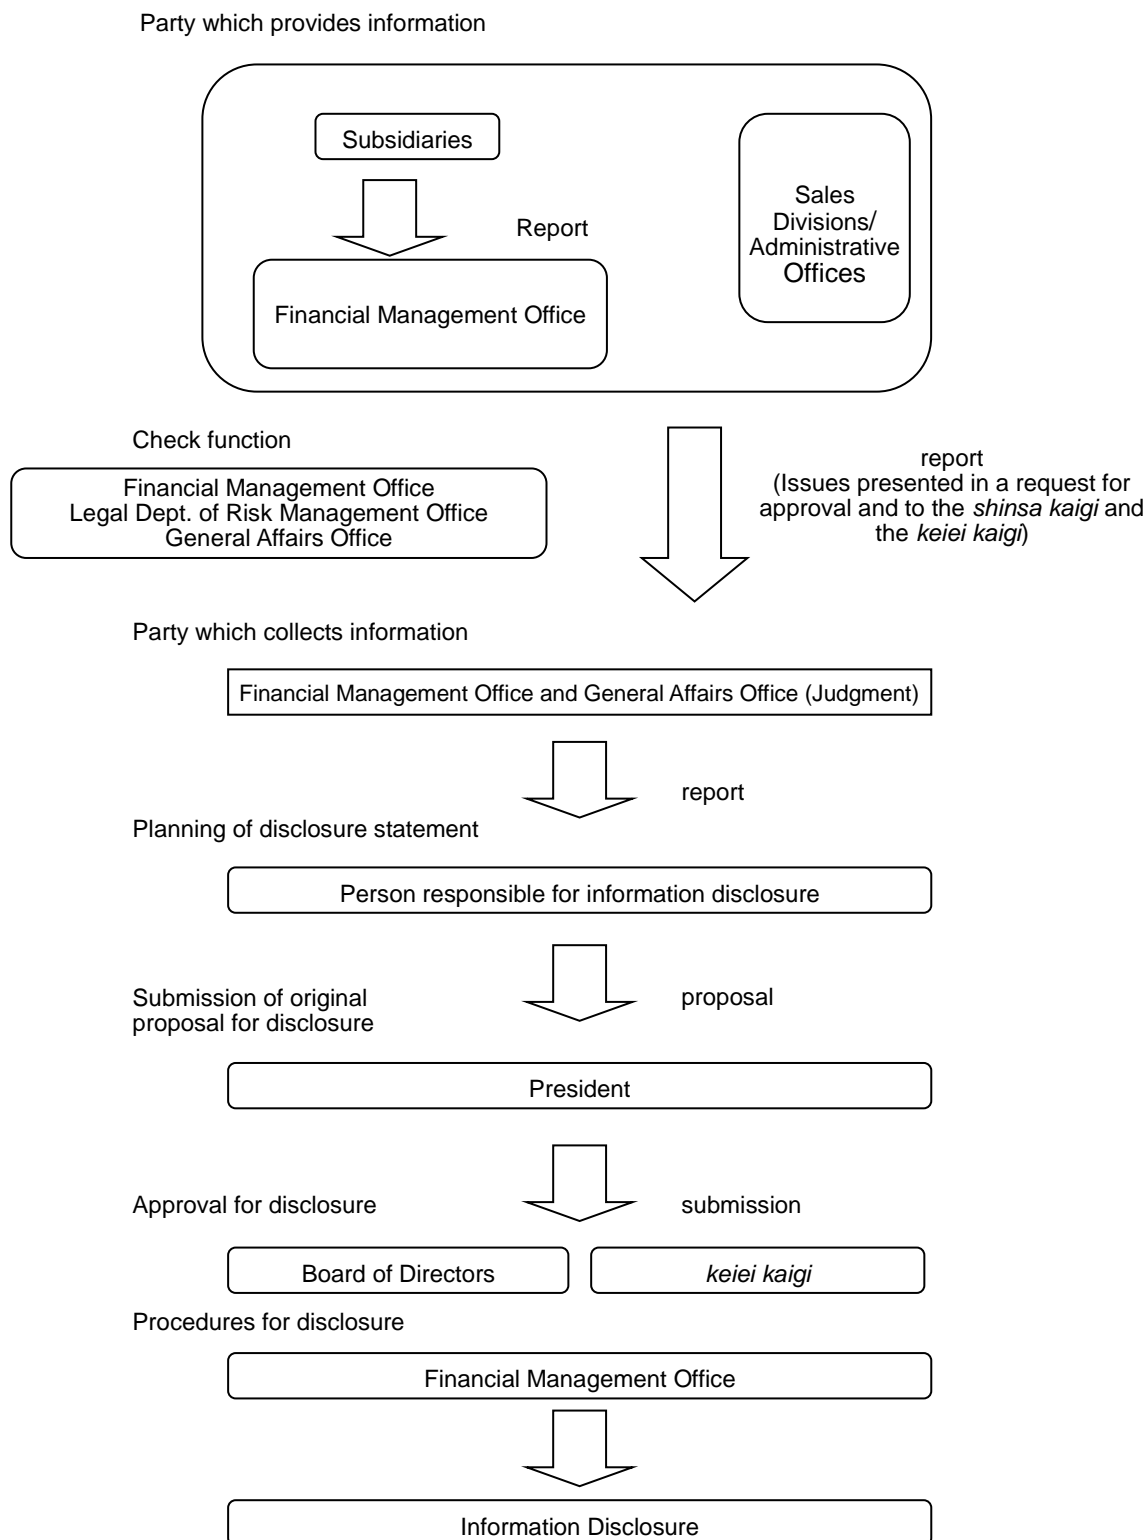 Party which provides information
Subsidiaries
Report
Financial Management Office
Sales
Divisions/
Administrative
Offices
Check function
Financial Management Office
Legal Dept. of Risk Management Office
General Affairs Office
report
(Issues presented in a request for
approval and to the shinsa kaigi and
the keiei kaigi)
Party which collects information
Financial Management Office and General Affairs Office (Judgment)
report
Planning of disclosure statement
Person responsible for information disclosure
Submission of original
proposal for disclosure
proposal
President
Approval for disclosure
submission
Board of Directors
keiei kaigi
Procedures for disclosure
Financial Management Office
Information Disclosure